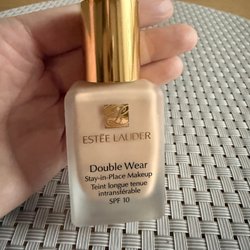 ESTĒE LAUDER
Double Wear
Stay-in-Place Makeup
Teint longue tenue
intransférable
SPF 10